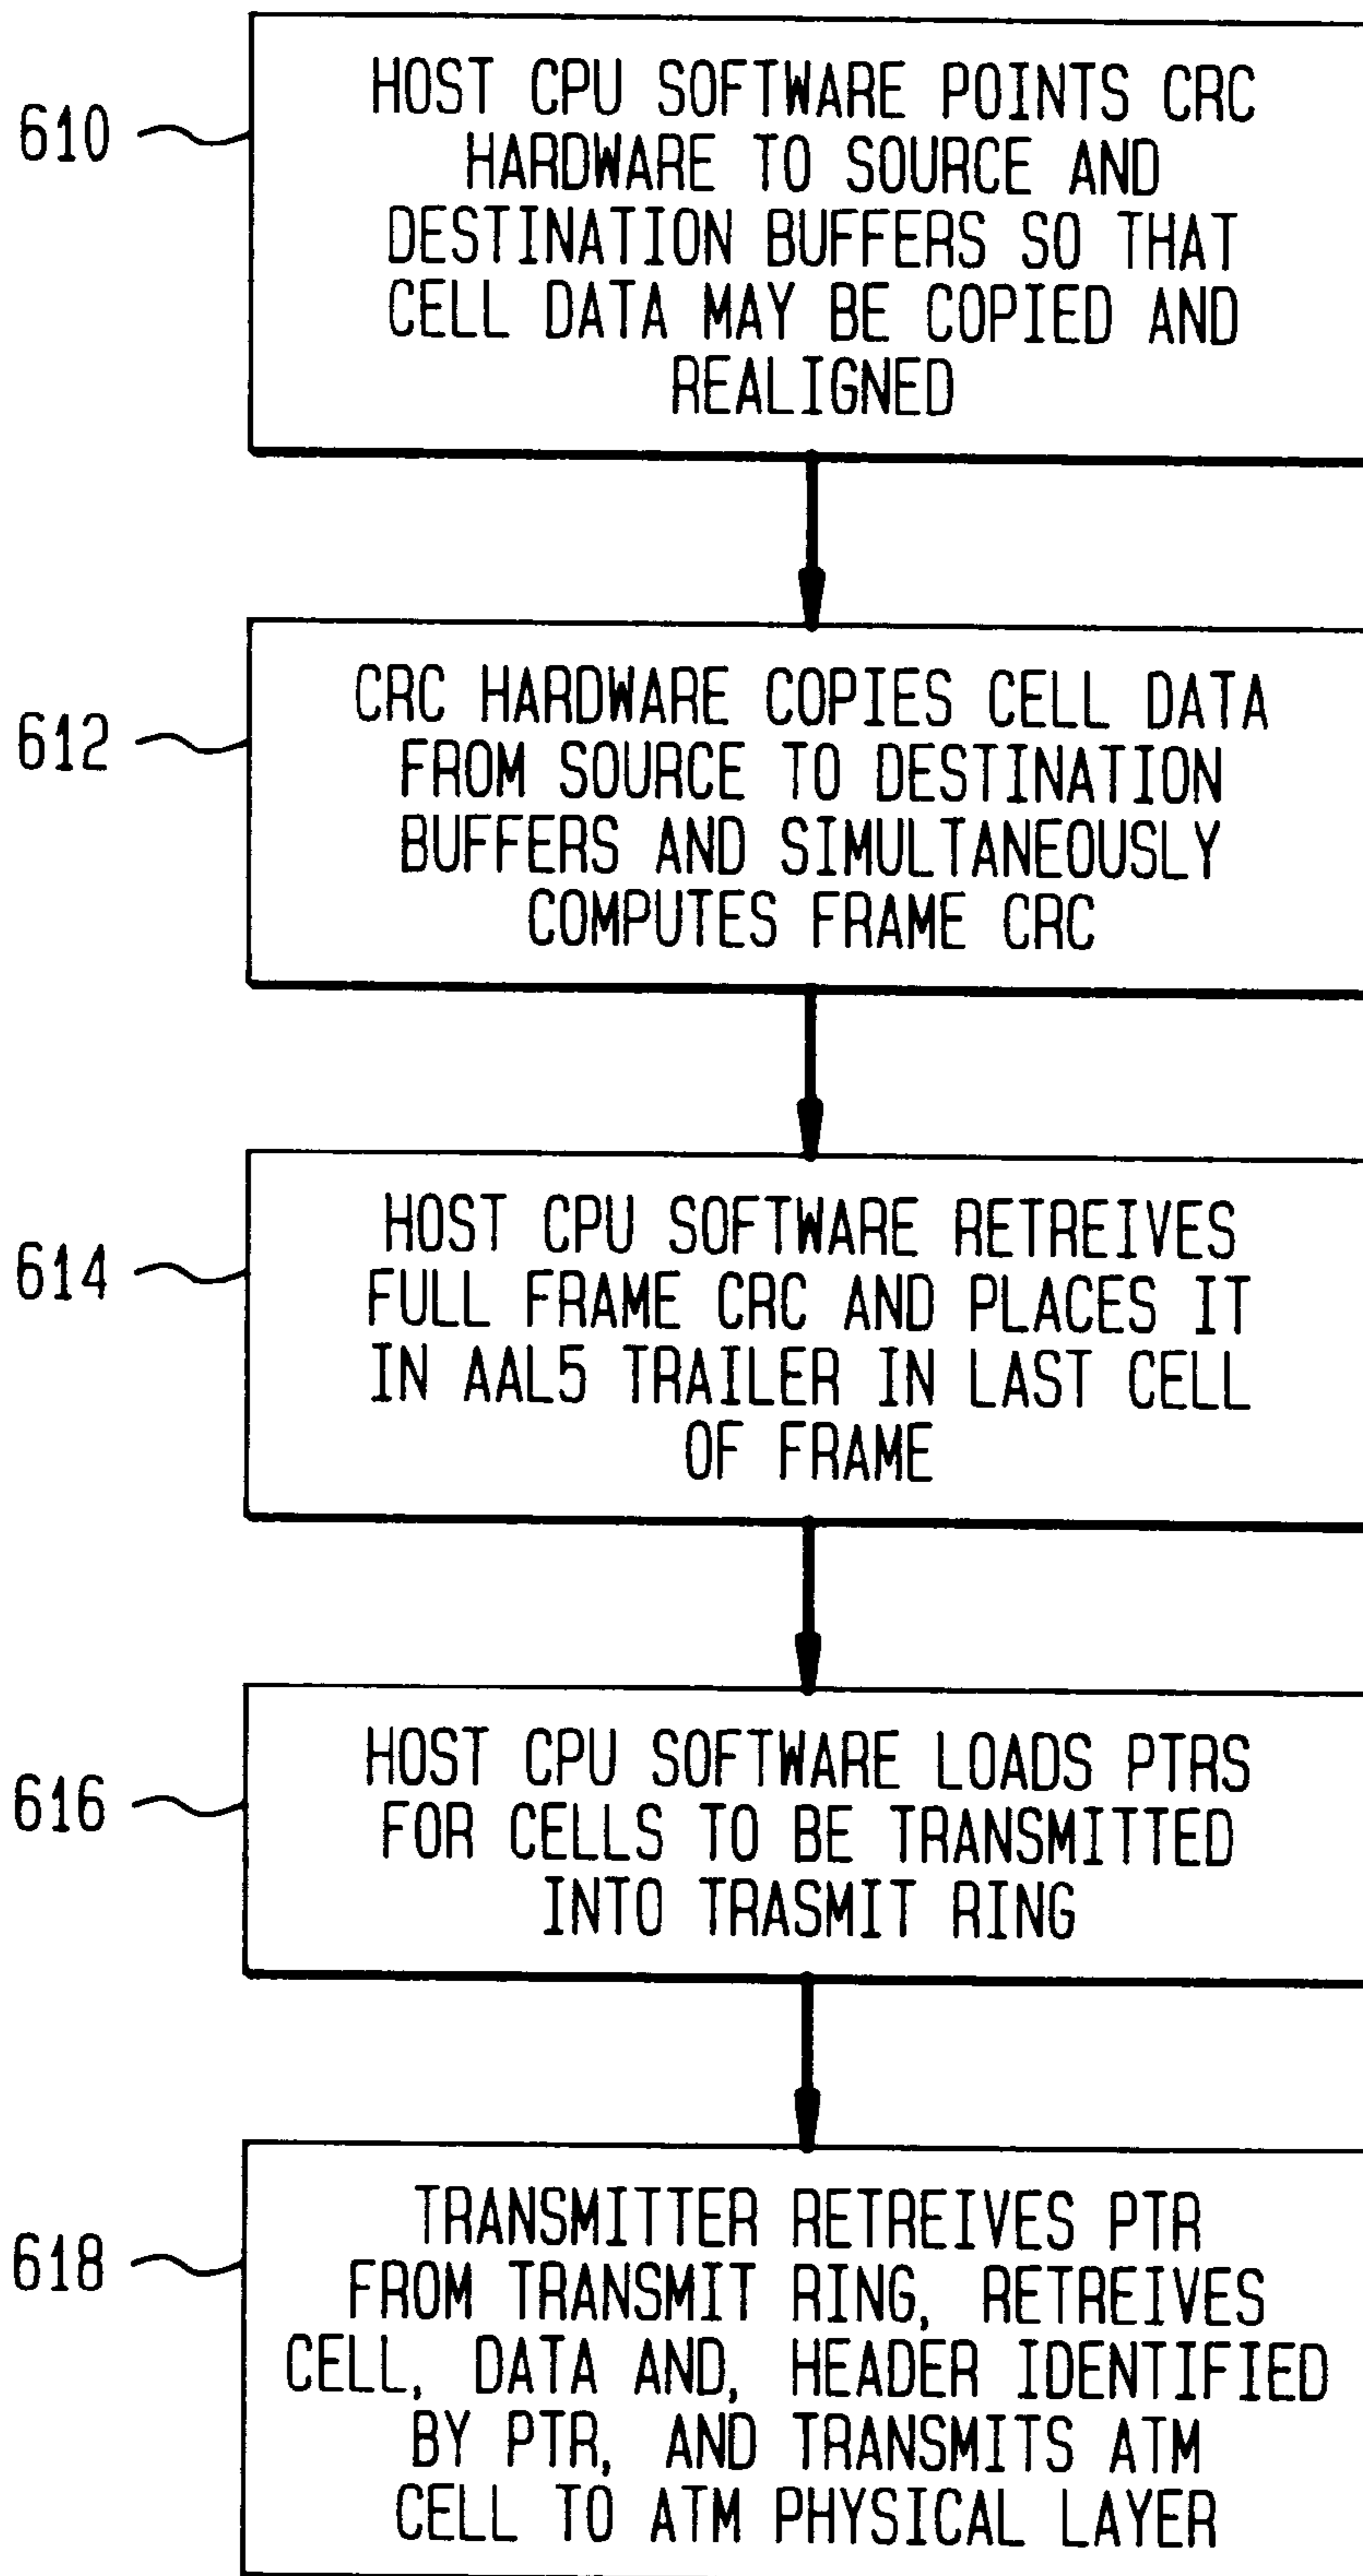 610
HOST CPU SOFTWARE POINTS CRC
HARDWARE TO SOURCE AND
DESTINATION BUFFERS SO THAT
CELL DATA MAY BE COPIED AND
REALIGNED
612
CRC HARDWARE COPIES CELL DATA
FROM SOURCE TO DESTINATION
BUFFERS AND SIMULTANEOUSLY
COMPUTES FRAME CRC
614
HOST CPU SOFTWARE RETREIVES
FULL FRAME CRC AND PLACES IT
IN AAL5 TRAILER IN LAST CELL
OF FRAME
616
HOST CPU SOFTWARE LOADS PTRS
FOR CELLS TO BE TRANSMITTED
INTO TRASMIT RING
618
TRANSMITTER RETREIVES PTR
FROM TRANSMIT RING, RETREIVES
CELL, DATA AND, HEADER IDENTIFIED
BY PTR, AND TRANSMITS ATM
CELL TO ATM PHYSICAL LAYER